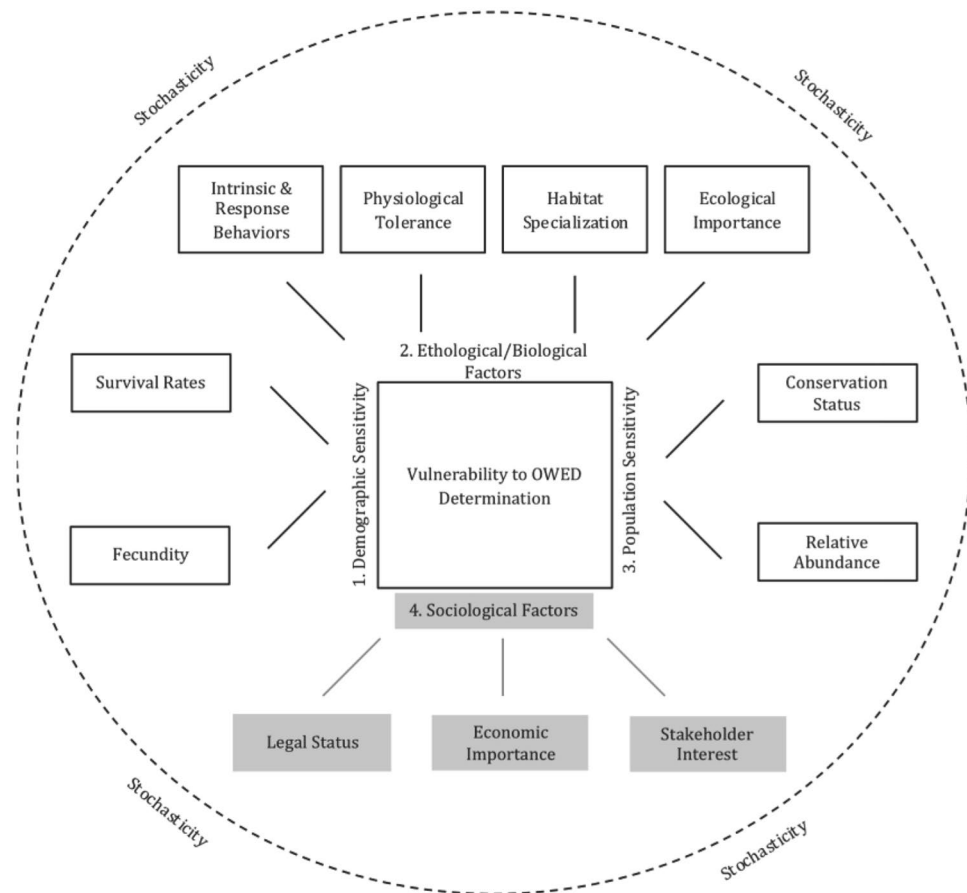 Stochasticity
Stochasticity
Intrinsic &
Response
Behaviors
Physiological
Tolerance
Habitat
Specialization
Ecological
Importance
2. Ethological/Biological
Factors
Survival Rates
Fecundity
1. Demographic Sensitivity
Vulnerability to OWED
Determination
3. Population Sensitivity
Conservation
Status
Relative
Abundance
4. Sociological Factors
Legal Status
Economic
Importance
Stakeholder
Interest
Stochasticity
Stochasticity